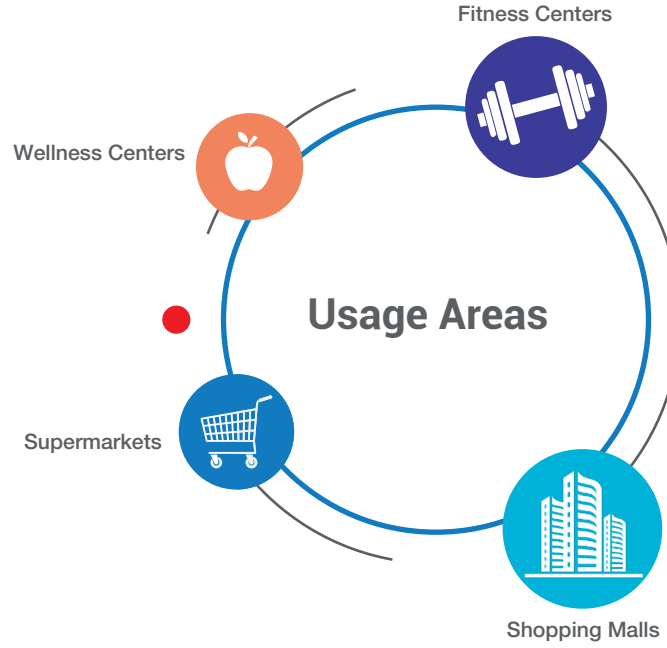 Fitness Centers
Wellness Centers
Usage Areas
Supermarkets
Shopping Malls